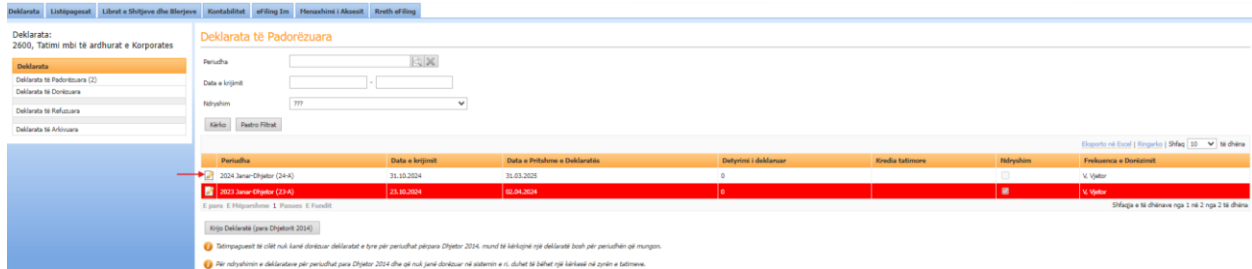 Deklarata Listëpagesat Librat e Shitjeve dhe Blerjeve Kontabilitet eFiling Im Menaxhimi i Aksesit Rreth eFiling
Deklarata:
2600, Tatimi mbi të ardhurat e Korporates
Deklarata
Deklarata të Padorëzuara (2)
Deklarata të Dorëzuara
Deklarata të Refuzuara
Deklarata të Arkivuara
Deklarata të Padorëzuara
Periudha
Data e krijimit -
Ndryshim ???
Kërko Pastro Filtrat
Eksporto në Excel | Ringarko | Shfaq 10 të dhëna
Periudha Data e krijimit Data e Pritshme e Deklaratës Detyrimi i deklaruar Kredia tatimore Ndryshim Frekuenca e Dorëzimit
2024 Janar-Dhjetor (24-A) 31.10.2024 31.03.2025 0 V, Vjetor
2023 Janar-Dhjetor (23-A) 23.10.2024 02.04.2024 0 V, Vjetor
E para E Mëparshme 1 Pasues E Fundit Shfaqja e të dhënave nga 1 në 2 nga 2 të dhëna
Krijo Deklaratë (para Dhjetorit 2014)
Tatimpaguesit të cilët nuk kanë dorëzuar deklaratat e tyre për periudhat përpara Dhjetor 2014, mund të kërkojnë një deklaratë bosh për periudhën që mungon.
Për ndryshimin e deklaratave për periudhat para Dhjetor 2014 dhe që nuk janë dorëzuar në sistemin e ri, duhet të bëhet një kërkesë në zyrën e tatimeve.